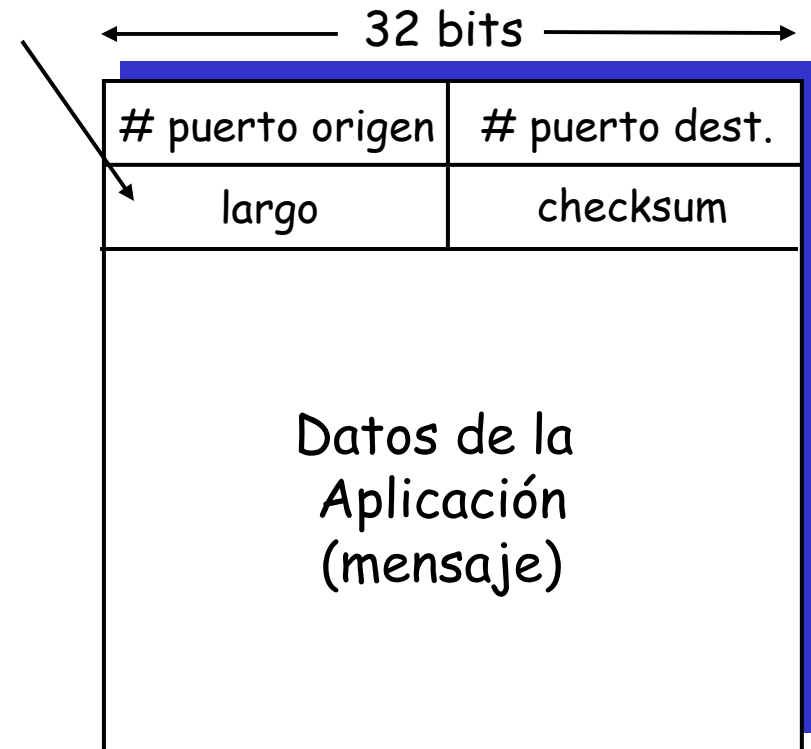 32 bits
# puerto origen
# puerto dest.
largo
checksum
Datos de la
Aplicación
(mensaje)